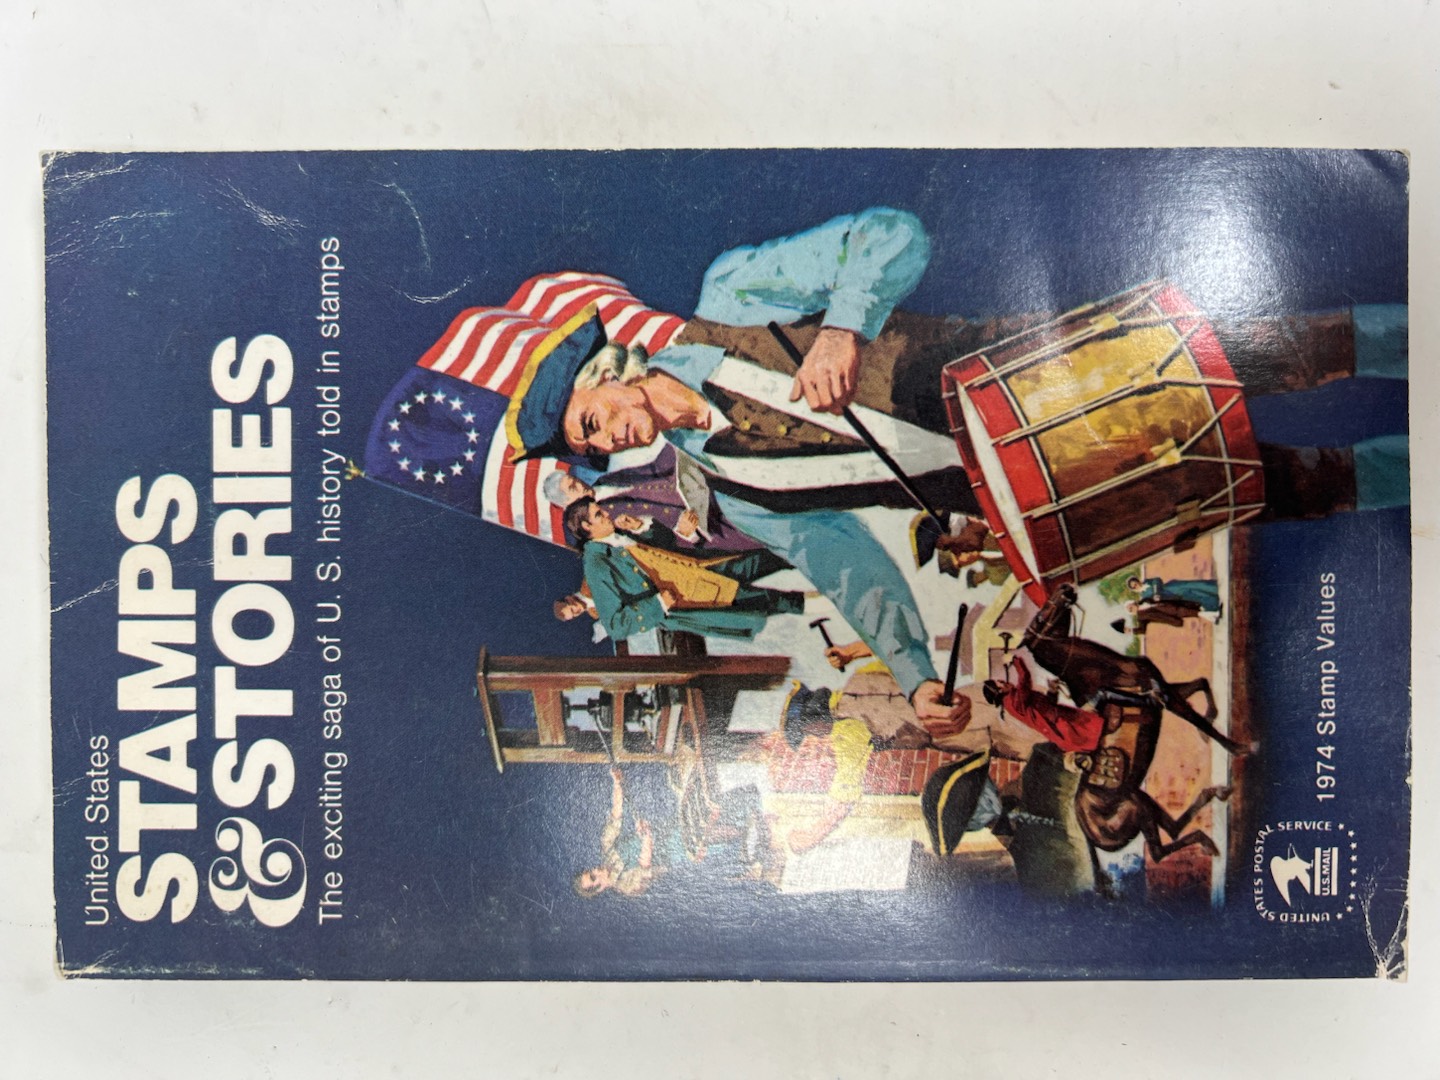 United States
STAMPS
& STORIES
The exciting saga of U. S. history told in stamps
UNITED STATES POSTAL SERVICE
U.S.MAIL
1974 Stamp Values